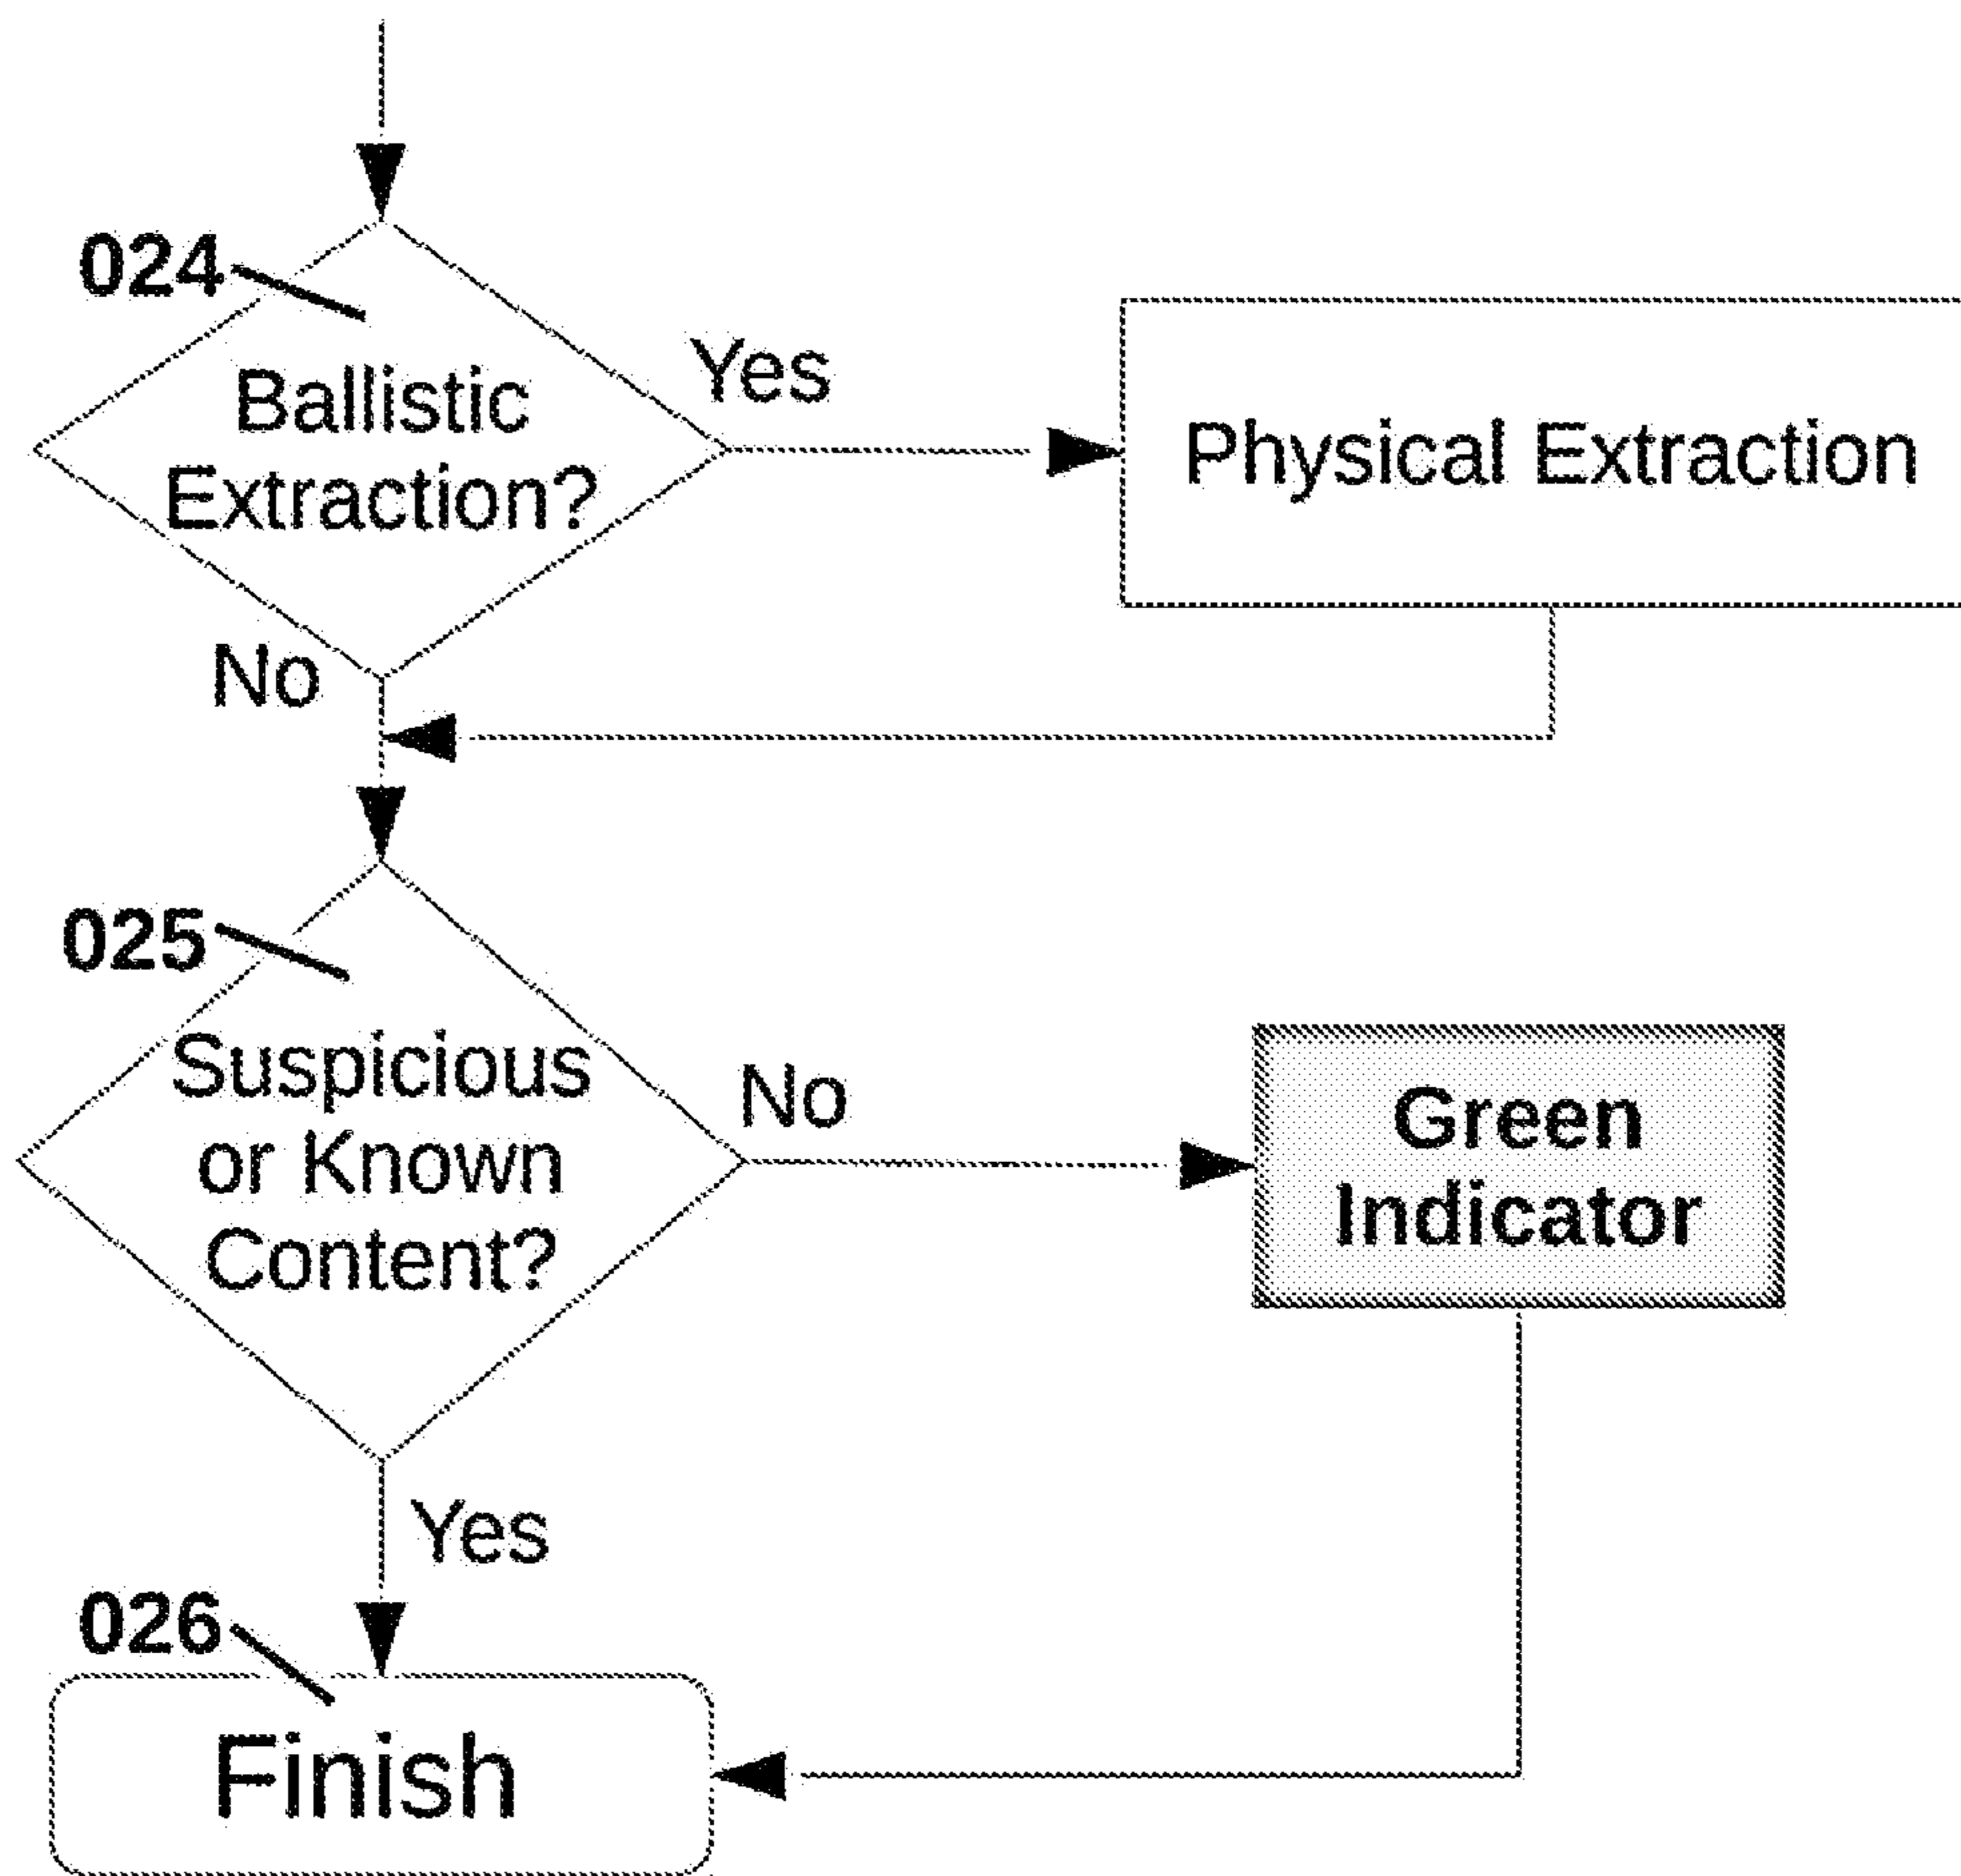 024
Ballistic
Extraction?
Yes
Physical Extraction
No
025
Suspicious
or Known
Content?
No
Green
Indicator
Yes
026
Finish